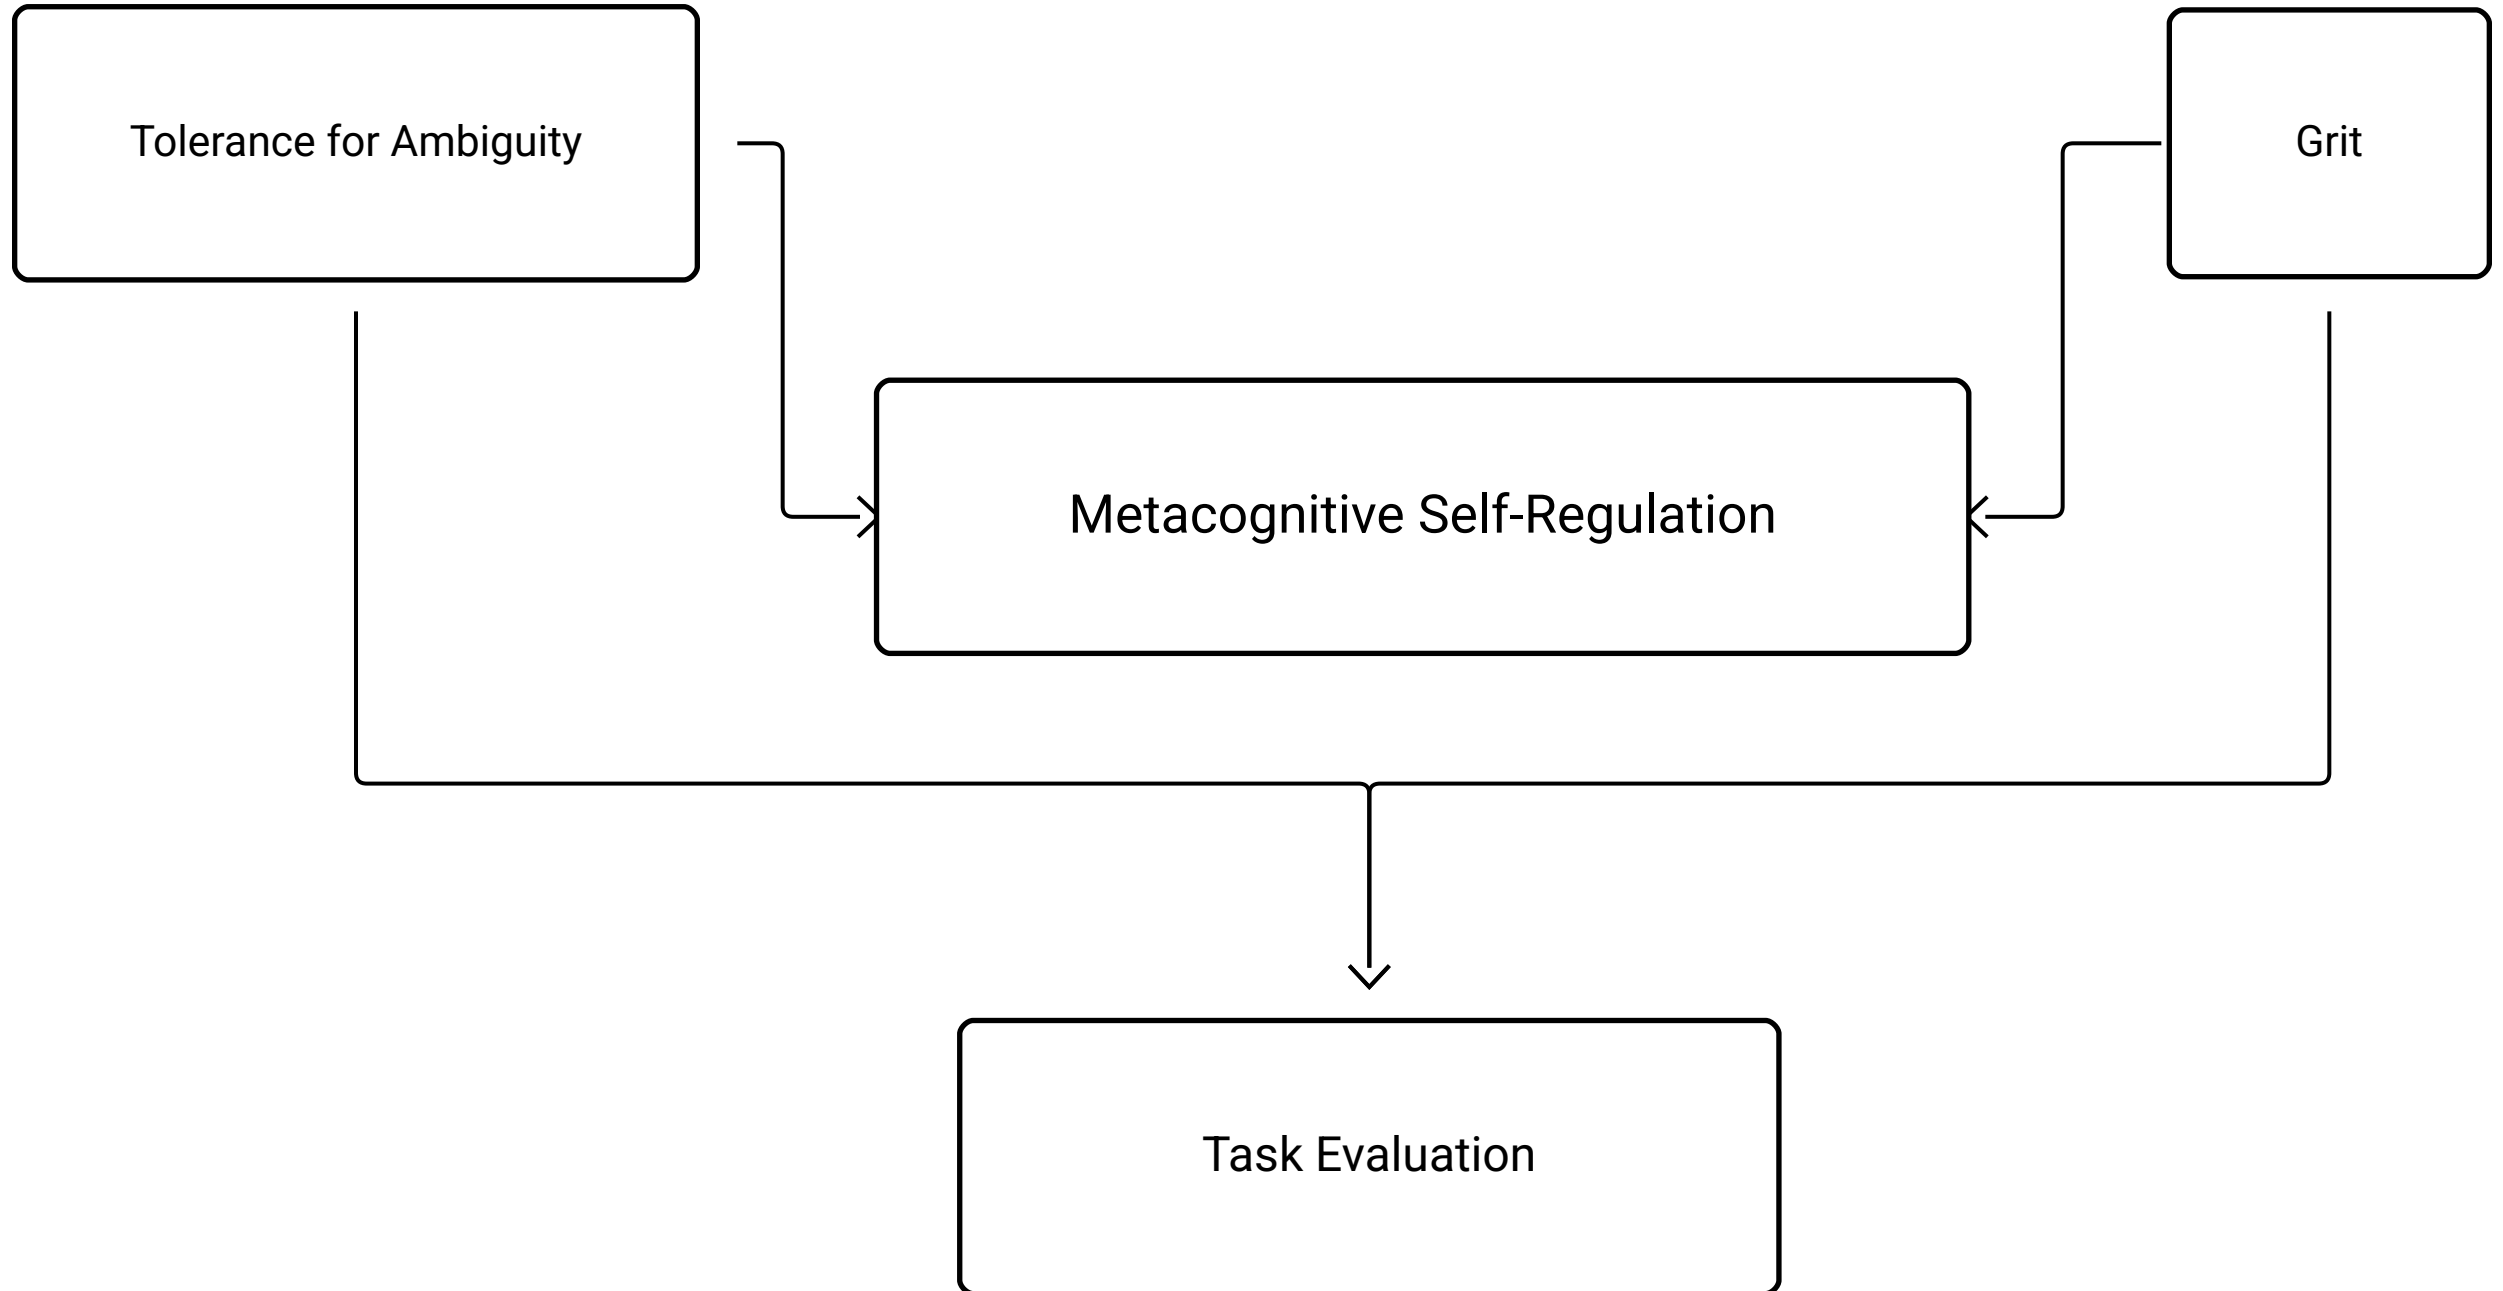 Tolerance for Ambiguity
Grit
Metacognitive Self-Regulation
Task Evaluation